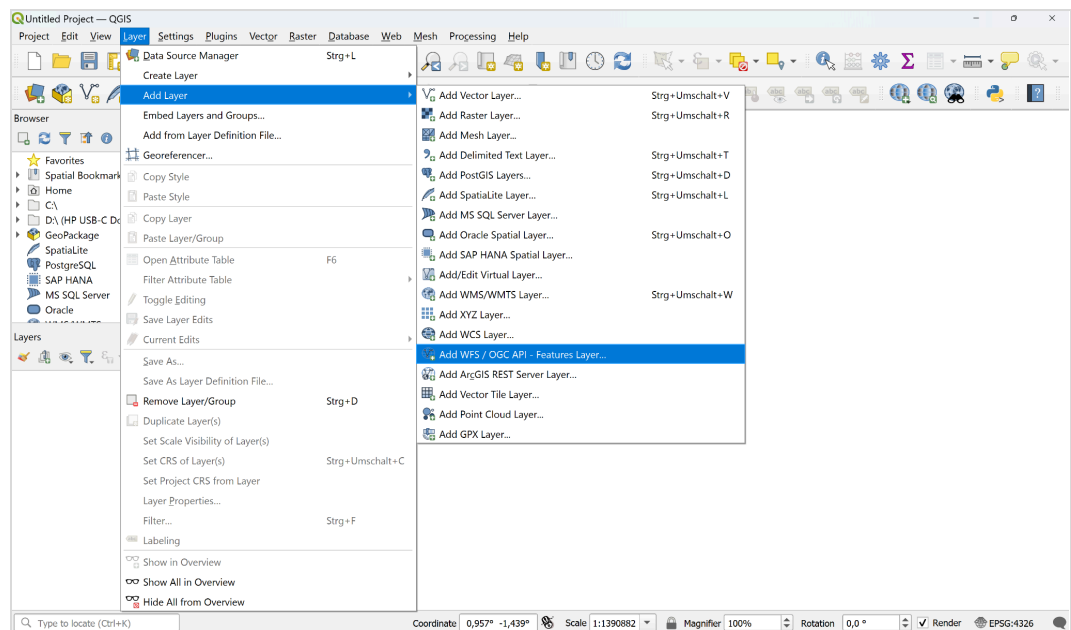 Untitled Project — QGIS
Project Edit View Layer Settings Plugins Vector Raster Database Web Mesh Processing Help
Data Source Manager Strg+L
Create Layer
Add Layer
Embed Layers and Groups...
Add from Layer Definition File...
Georeferencer...
Copy Style
Paste Style
Copy Layer
Paste Layer/Group
Open Attribute Table F6
Filter Attribute Table
Toggle Editing
Save Layer Edits
Current Edits
Save As...
Save As Layer Definition File...
Remove Layer/Group Strg+D
Duplicate Layer(s)
Set Scale Visibility of Layer(s)
Set CRS of Layer(s) Strg+Umschalt+C
Set Project CRS from Layer
Layer Properties...
Filter... Strg+F
Labeling
Show in Overview
Show All in Overview
Hide All from Overview
Add Vector Layer... Strg+Umschalt+V
Add Raster Layer... Strg+Umschalt+R
Add Mesh Layer...
Add Delimited Text Layer... Strg+Umschalt+T
Add PostGIS Layers... Strg+Umschalt+D
Add SpatiaLite Layer... Strg+Umschalt+L
Add MS SQL Server Layer...
Add Oracle Spatial Layer... Strg+Umschalt+O
Add SAP HANA Spatial Layer...
Add/Edit Virtual Layer...
Add WMS/WMTS Layer... Strg+Umschalt+W
Add XYZ Layer...
Add WCS Layer...
Add WFS / OGC API - Features Layer...
Add ArcGIS REST Server Layer...
Add Vector Tile Layer...
Add Point Cloud Layer...
Add GPX Layer...
Browser
Favorites
Spatial Bookmark
Home
C:\
D:\ (HP USB-C Do
GeoPackage
SpatiaLite
PostgreSQL
SAP HANA
MS SQL Server
Oracle
Layers
Type to locate (Ctrl+K) Coordinate 0,957° -1,439° Scale 1:1390882 Magnifier 100% Rotation 0,0 ° Render EPSG:4326